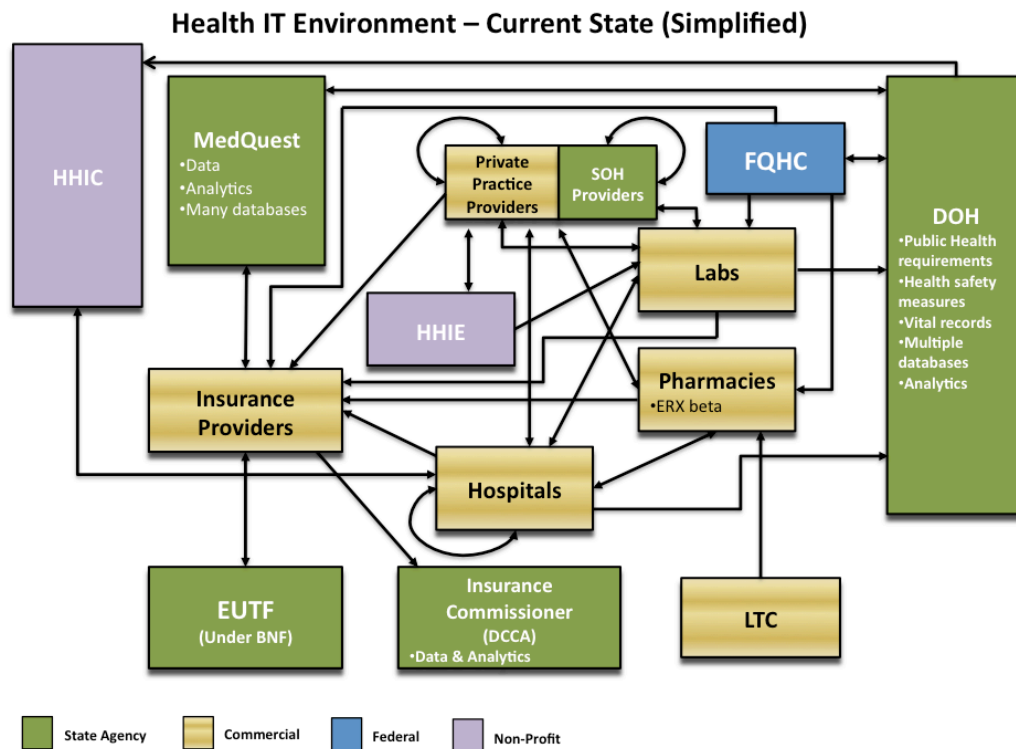 Health IT Environment – Current State (Simplified)
HHIC
MedQuest
•Data
•Analytics
•Many databases
Private
Practice
Providers
SOH
Providers
FQHC
DOH
•Public Health
requirements
•Health safety
measures
•Vital records
•Multiple
databases
•Analytics
Labs
HHIE
Insurance
Providers
Pharmacies
•ERX beta
Hospitals
EUTF
(Under BNF)
Insurance
Commissioner
(DCCA)
•Data & Analytics
LTC
State Agency
Commercial
Federal
Non-Profit